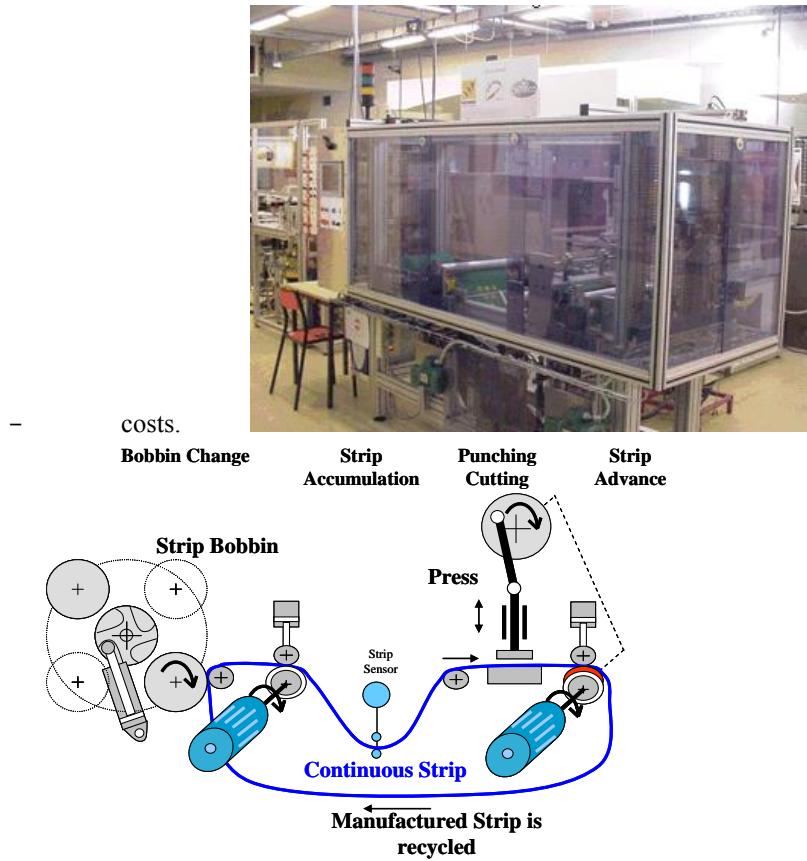 – costs.
Bobbin Change
Strip
Accumulation
Punching
Cutting
Strip
Advance
Strip Bobbin
Press
Strip
Sensor
Continuous Strip
Manufactured Strip is
recycled